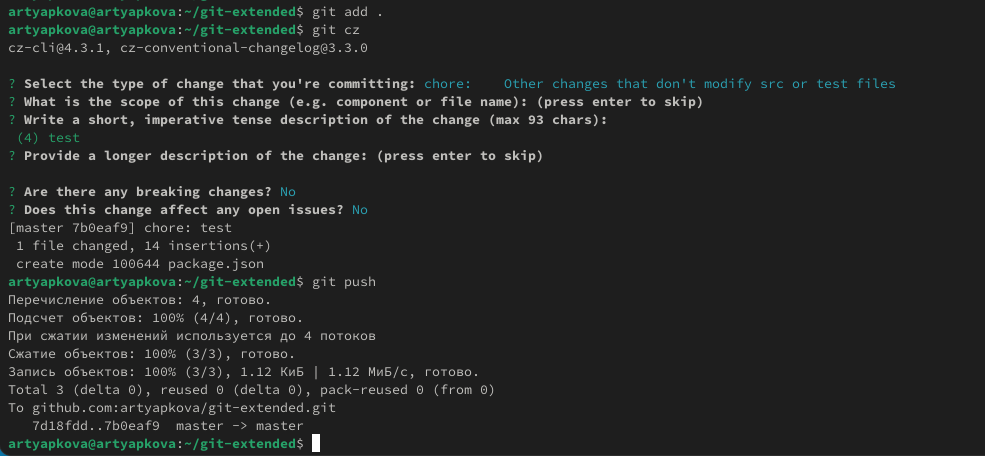 artyapkova@artyapkova:~/git-extended$ git add .
artyapkova@artyapkova:~/git-extended$ git cz
cz-cli@4.3.1, cz-conventional-changelog@3.3.0
? Select the type of change that you're committing: chore:    Other changes that don't modify src or test files
? What is the scope of this change (e.g. component or file name): (press enter to skip)
? Write a short, imperative tense description of the change (max 93 chars):
 (4) test
? Provide a longer description of the change: (press enter to skip)
? Are there any breaking changes? No
? Does this change affect any open issues? No
[master 7b0eaf9] chore: test
 1 file changed, 14 insertions(+)
 create mode 100644 package.json
artyapkova@artyapkova:~/git-extended$ git push
Перечисление объектов: 4, готово.
Подсчет объектов: 100% (4/4), готово.
При сжатии изменений используется до 4 потоков
Сжатие объектов: 100% (3/3), готово.
Запись объектов: 100% (3/3), 1.12 КиБ | 1.12 МиБ/с, готово.
Total 3 (delta 0), reused 0 (delta 0), pack-reused 0 (from 0)
To github.com:artyapkova/git-extended.git
   7d18fdd..7b0eaf9  master -> master
artyapkova@artyapkova:~/git-extended$